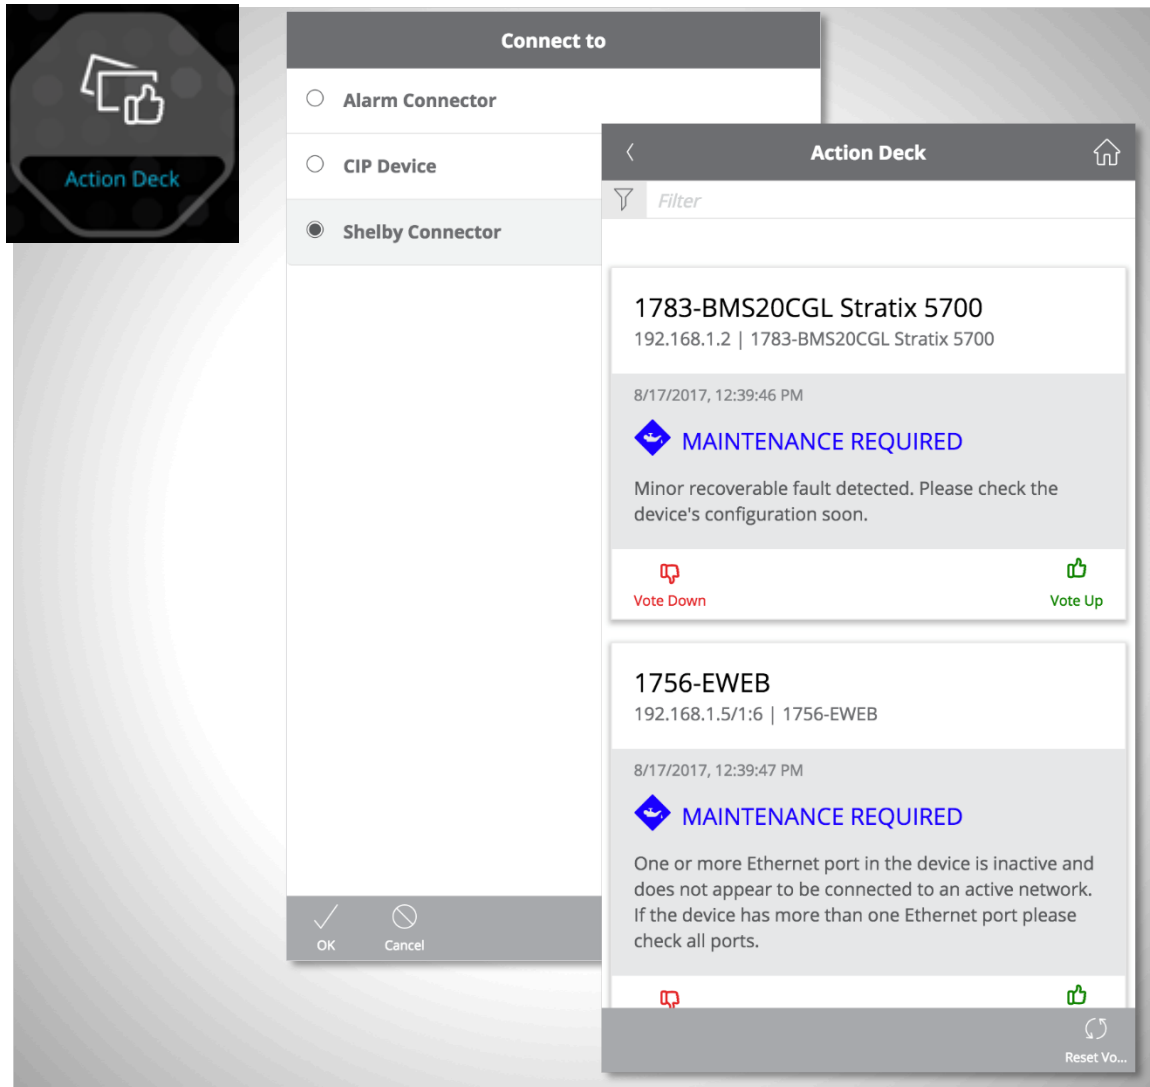 Action Deck
Connect to
Alarm Connector
CIP Device
Shelby Connector
OK
Cancel
Action Deck
Filter
1783-BMS20CGL Stratix 5700
192.168.1.2 | 1783-BMS20CGL Stratix 5700
8/17/2017, 12:39:46 PM
MAINTENANCE REQUIRED
Minor recoverable fault detected. Please check the
device's configuration soon.
Vote Down
Vote Up
1756-EWEB
192.168.1.5/1:6 | 1756-EWEB
8/17/2017, 12:39:47 PM
MAINTENANCE REQUIRED
One or more Ethernet port in the device is inactive and
does not appear to be connected to an active network.
If the device has more than one Ethernet port please
check all ports.
Reset Vo...